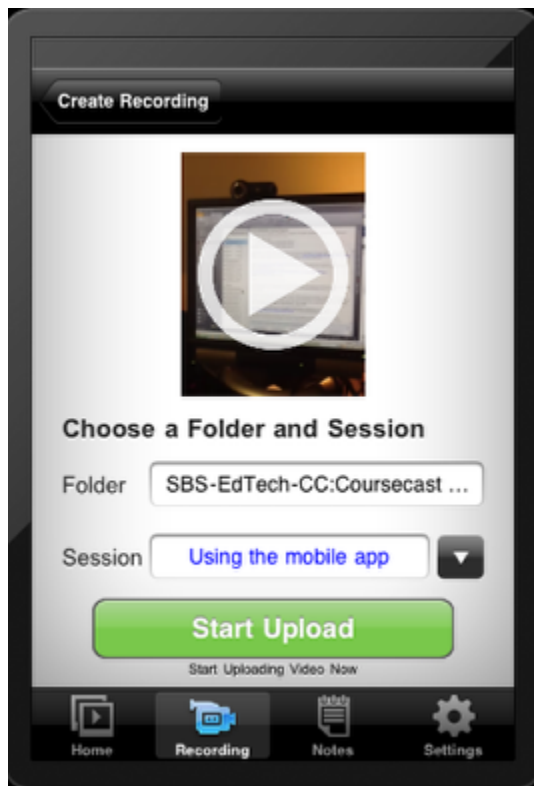 Create Recording
Choose a Folder and Session
Folder SBS-EdTech-CC:Coursecast ...
Session Using the mobile app
Start Upload
Start Uploading Video Now
Home Recording Notes Settings